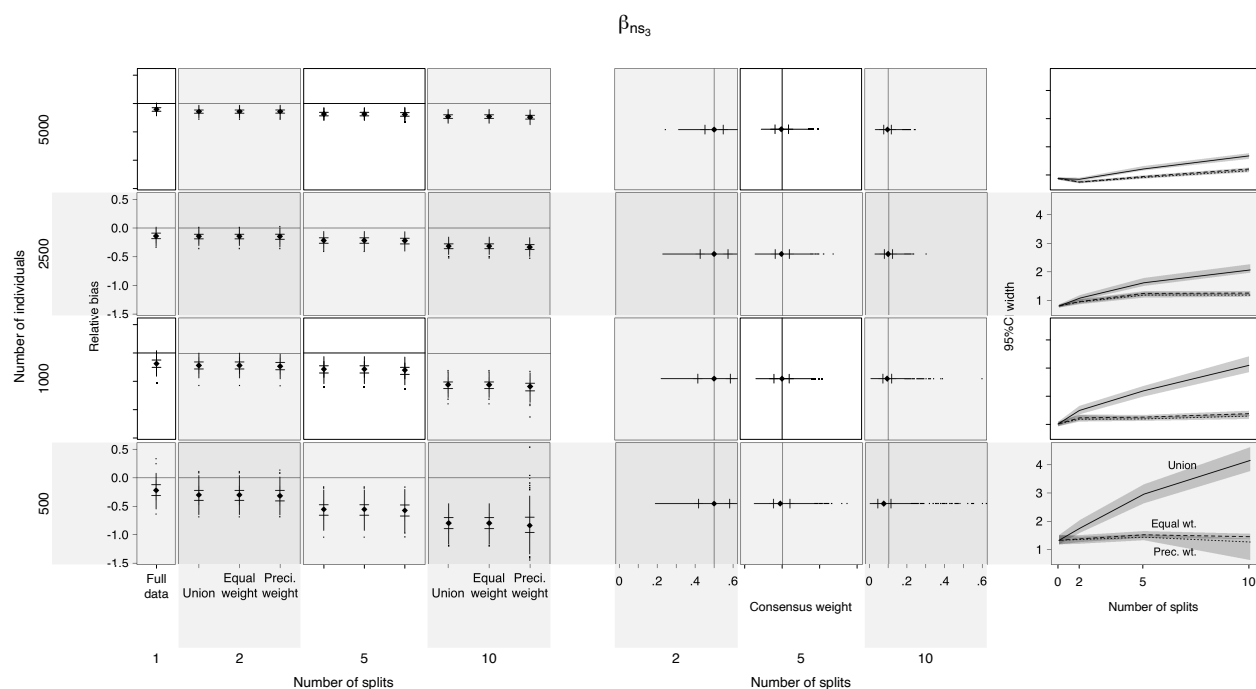 βns3
Number of individuals
5000
2500
1000
500
Relative bias
0.5
0.0
-0.5
-1.0
-1.5
0.5
0.0
-0.5
-1.0
-1.5
Full data
Union
Equal weight
Preci. weight
Union
Equal weight
Preci. weight
1
2
5
10
Number of splits
0 .2 .6
0 .2 .6
Consensus weight
2
5
10
Number of splits
95%C width
4
3
2
1
4
3
2
1
Union
Equal wt.
Prec. wt.
0 2 5 10
Number of splits